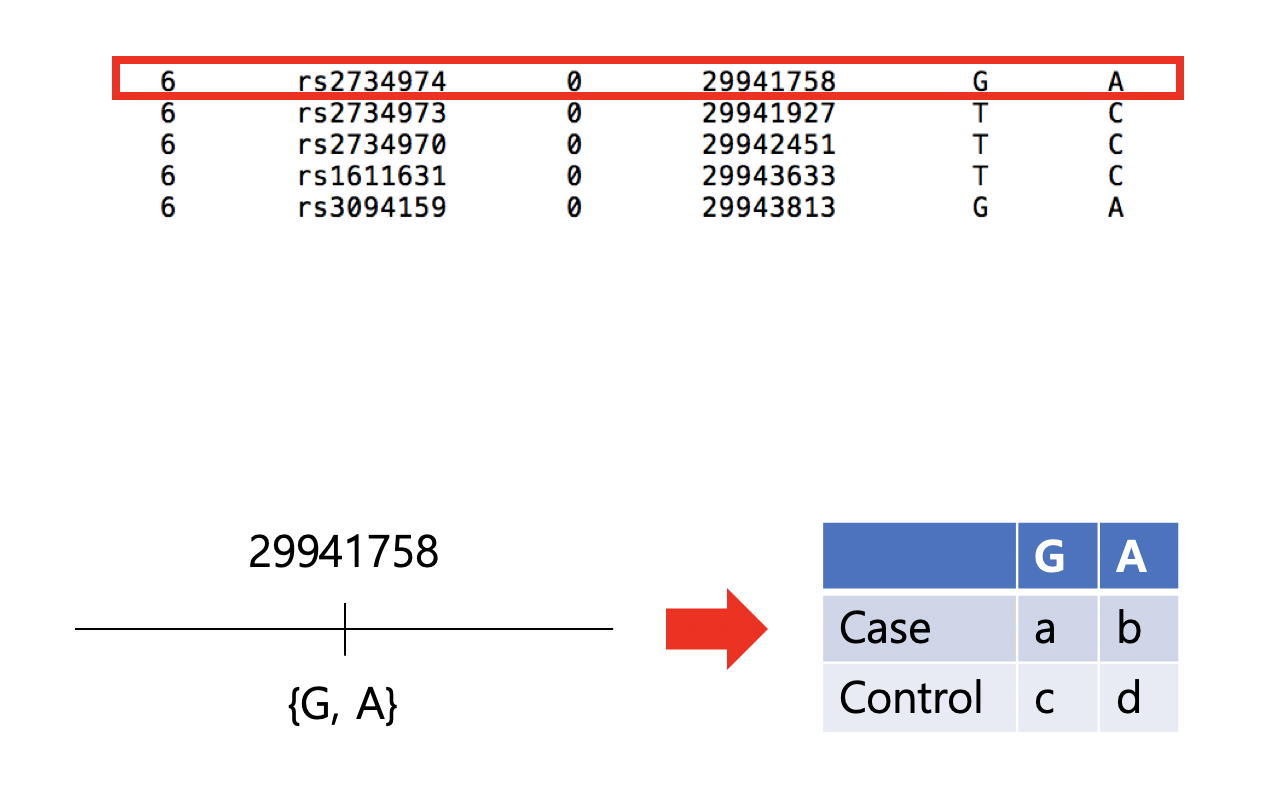 6 rs2734974 0 29941758 G A
6 rs2734973 0 29941927 T C
6 rs2734970 0 29942451 T C
6 rs1611631 0 29943633 T C
6 rs3094159 0 29943813 G A
29941758
{G, A}
G A
Case a b
Control c d